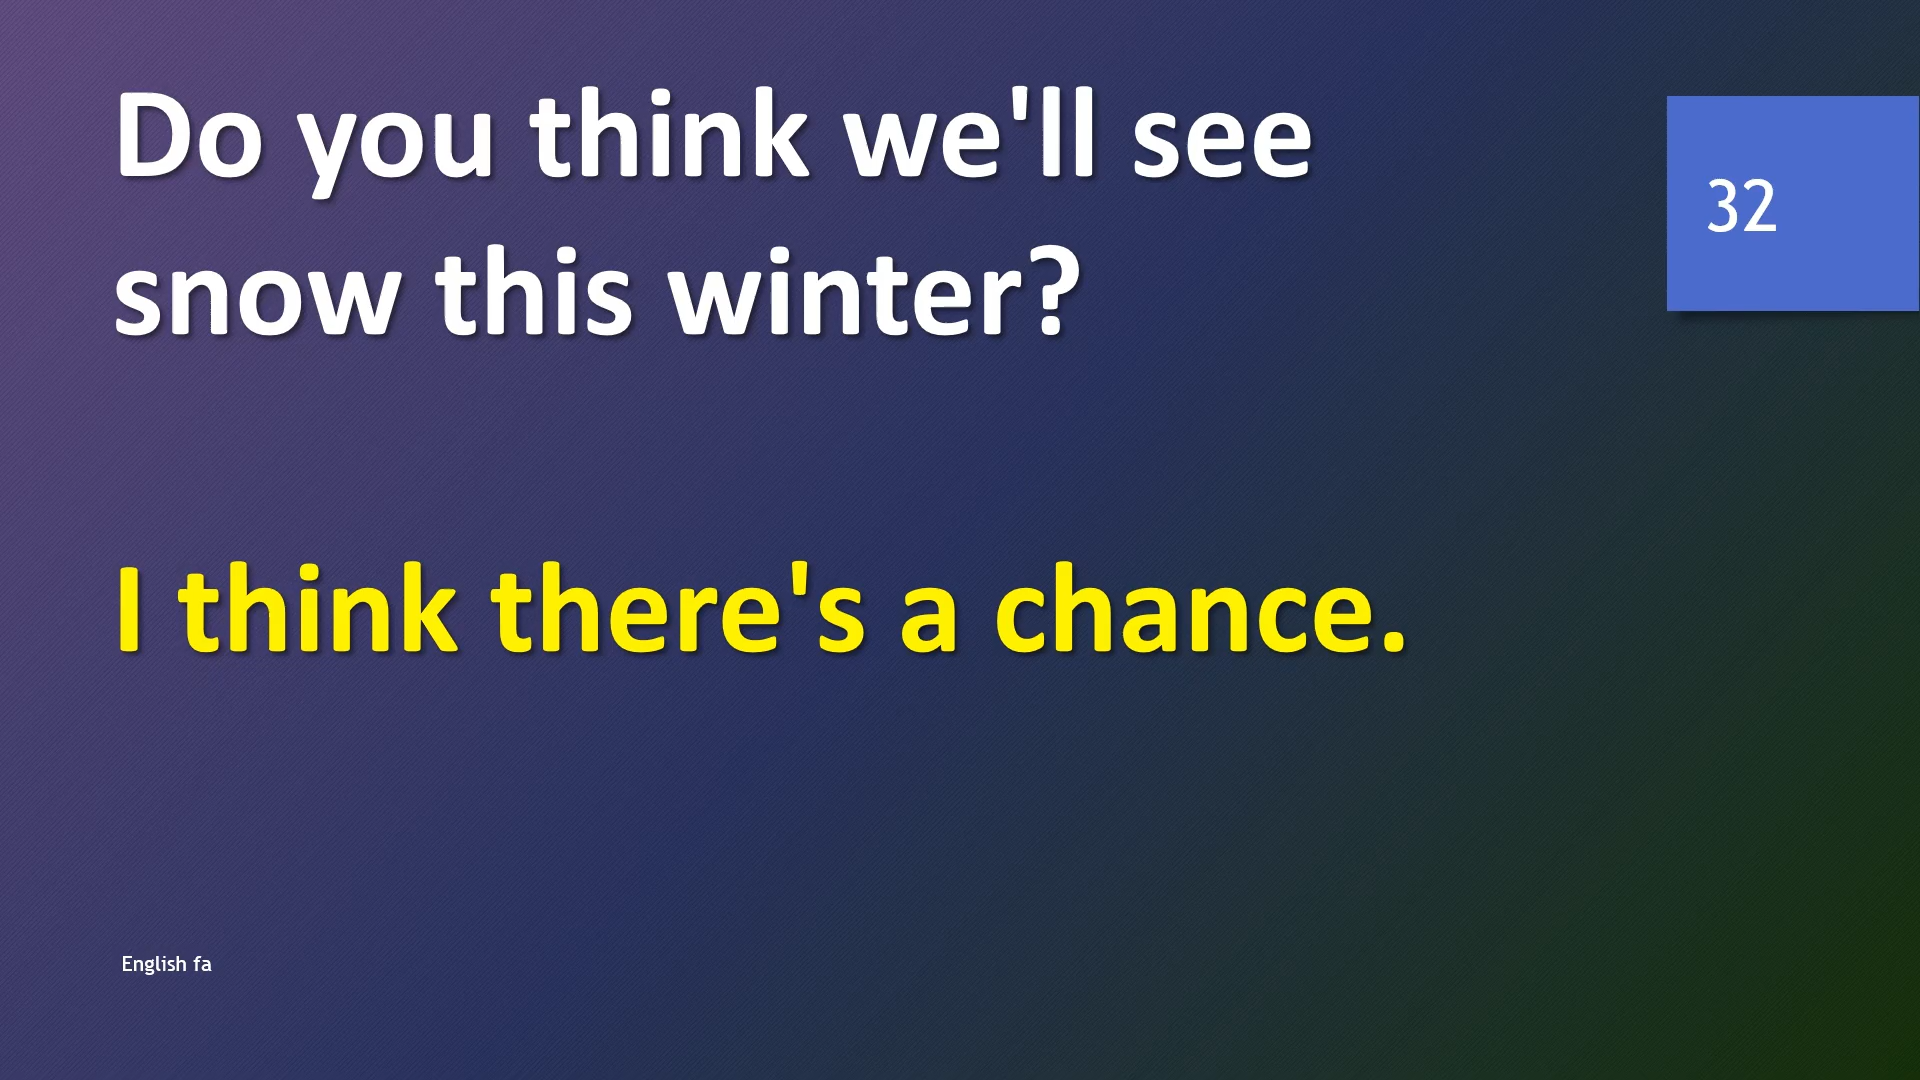 Do you think we'll see
snow this winter?
32
I think there's a chance.
English fa